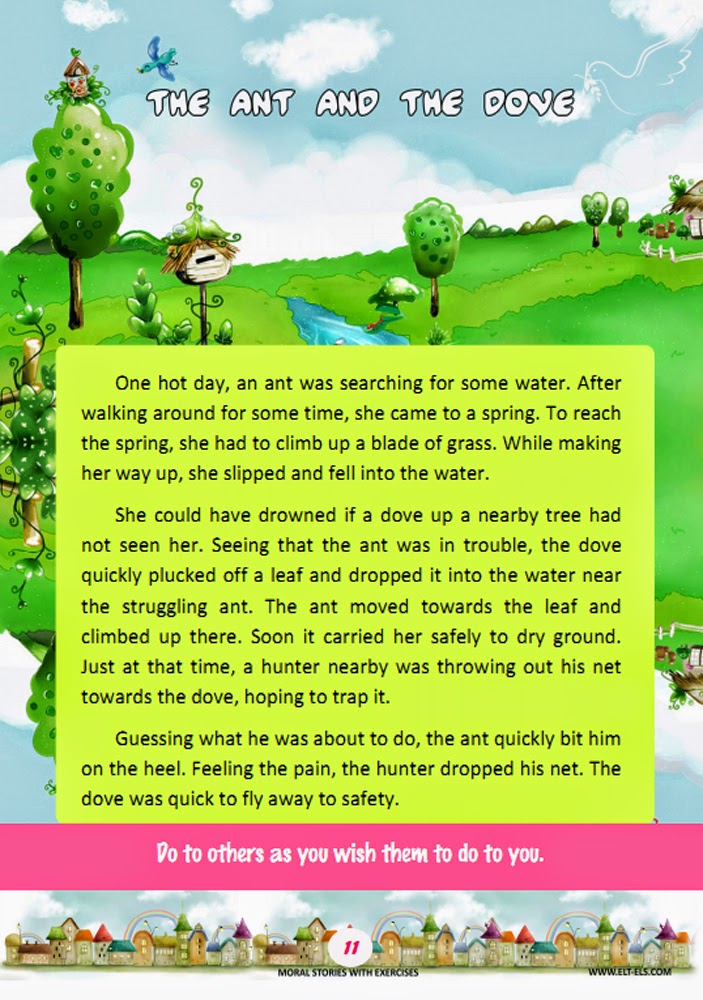 THE ANT AND THE DOVE
One hot day, an ant was searching for some water. After
walking around for some time, she came to a spring. To reach
the spring, she had to climb up a blade of grass. While making
her way up, she slipped and fell into the water.
She could have drowned if a dove up a nearby tree had
not seen her. Seeing that the ant was in trouble, the dove
quickly plucked off a leaf and dropped it into the water near
the struggling ant. The ant moved towards the leaf and
climbed up there. Soon it carried her safely to dry ground.
Just at that time, a hunter nearby was throwing out his net
towards the dove, hoping to trap it.
Guessing what he was about to do, the ant quickly bit him
on the heel. Feeling the pain, the hunter dropped his net. The
dove was quick to fly away to safety.
Do to others as you wish them to do to you.
11
MORAL STORIES WITH EXERCISES
WWW.ELT-ELS.COM